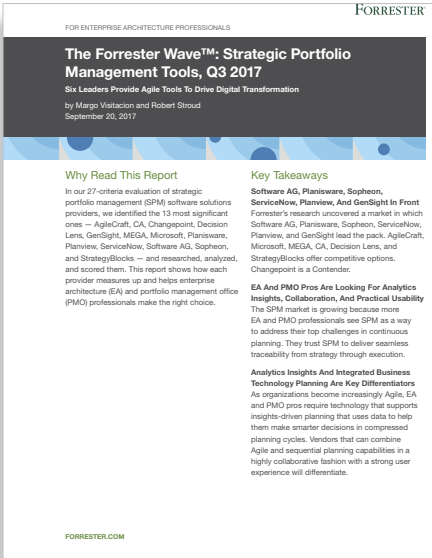 FORRESTER®
FOR ENTERPRISE ARCHITECTURE PROFESSIONALS
The Forrester Wave™: Strategic Portfolio
Management Tools, Q3 2017
Six Leaders Provide Agile Tools To Drive Digital Transformation
by Margo Visitacion and Robert Stroud
September 20, 2017
Why Read This Report
In our 27-criteria evaluation of strategic
portfolio management (SPM) software solutions
providers, we identified the 13 most significant
ones — AgileCraft, CA, Changepoint, Decision
Lens, GenSight, MEGA, Microsoft, Planisware,
Planview, ServiceNow, Software AG, Sopheon,
and StrategyBlocks — and researched, analyzed,
and scored them. This report shows how each
provider measures up and helps enterprise
architecture (EA) and portfolio management office
(PMO) professionals make the right choice.
Key Takeaways
Software AG, Planisware, Sopheon,
ServiceNow, Planview, And GenSight In Front
Forrester's research uncovered a market in which
Software AG, Planisware, Sopheon, ServiceNow,
Planview, and GenSight lead the pack. AgileCraft,
Microsoft, MEGA, CA, Decision Lens, and
StrategyBlocks offer competitive options.
Changepoint is a Contender.
EA And PMO Pros Are Looking For Analytics
Insights, Collaboration, And Practical Usability
The SPM market is growing because more
EA and PMO professionals see SPM as a way
to address their top challenges in continuous
planning. They trust SPM to deliver seamless
traceability from strategy through execution.
Analytics Insights And Integrated Business
Technology Planning Are Key Differentiators
As organizations become increasingly Agile, EA
and PMO pros require technology that supports
insights-driven planning that uses data to help
them make smarter decisions in compressed
planning cycles. Vendors that can combine
Agile and sequential planning capabilities in a
highly collaborative fashion with a strong user
experience will differentiate.
FORRESTER.COM